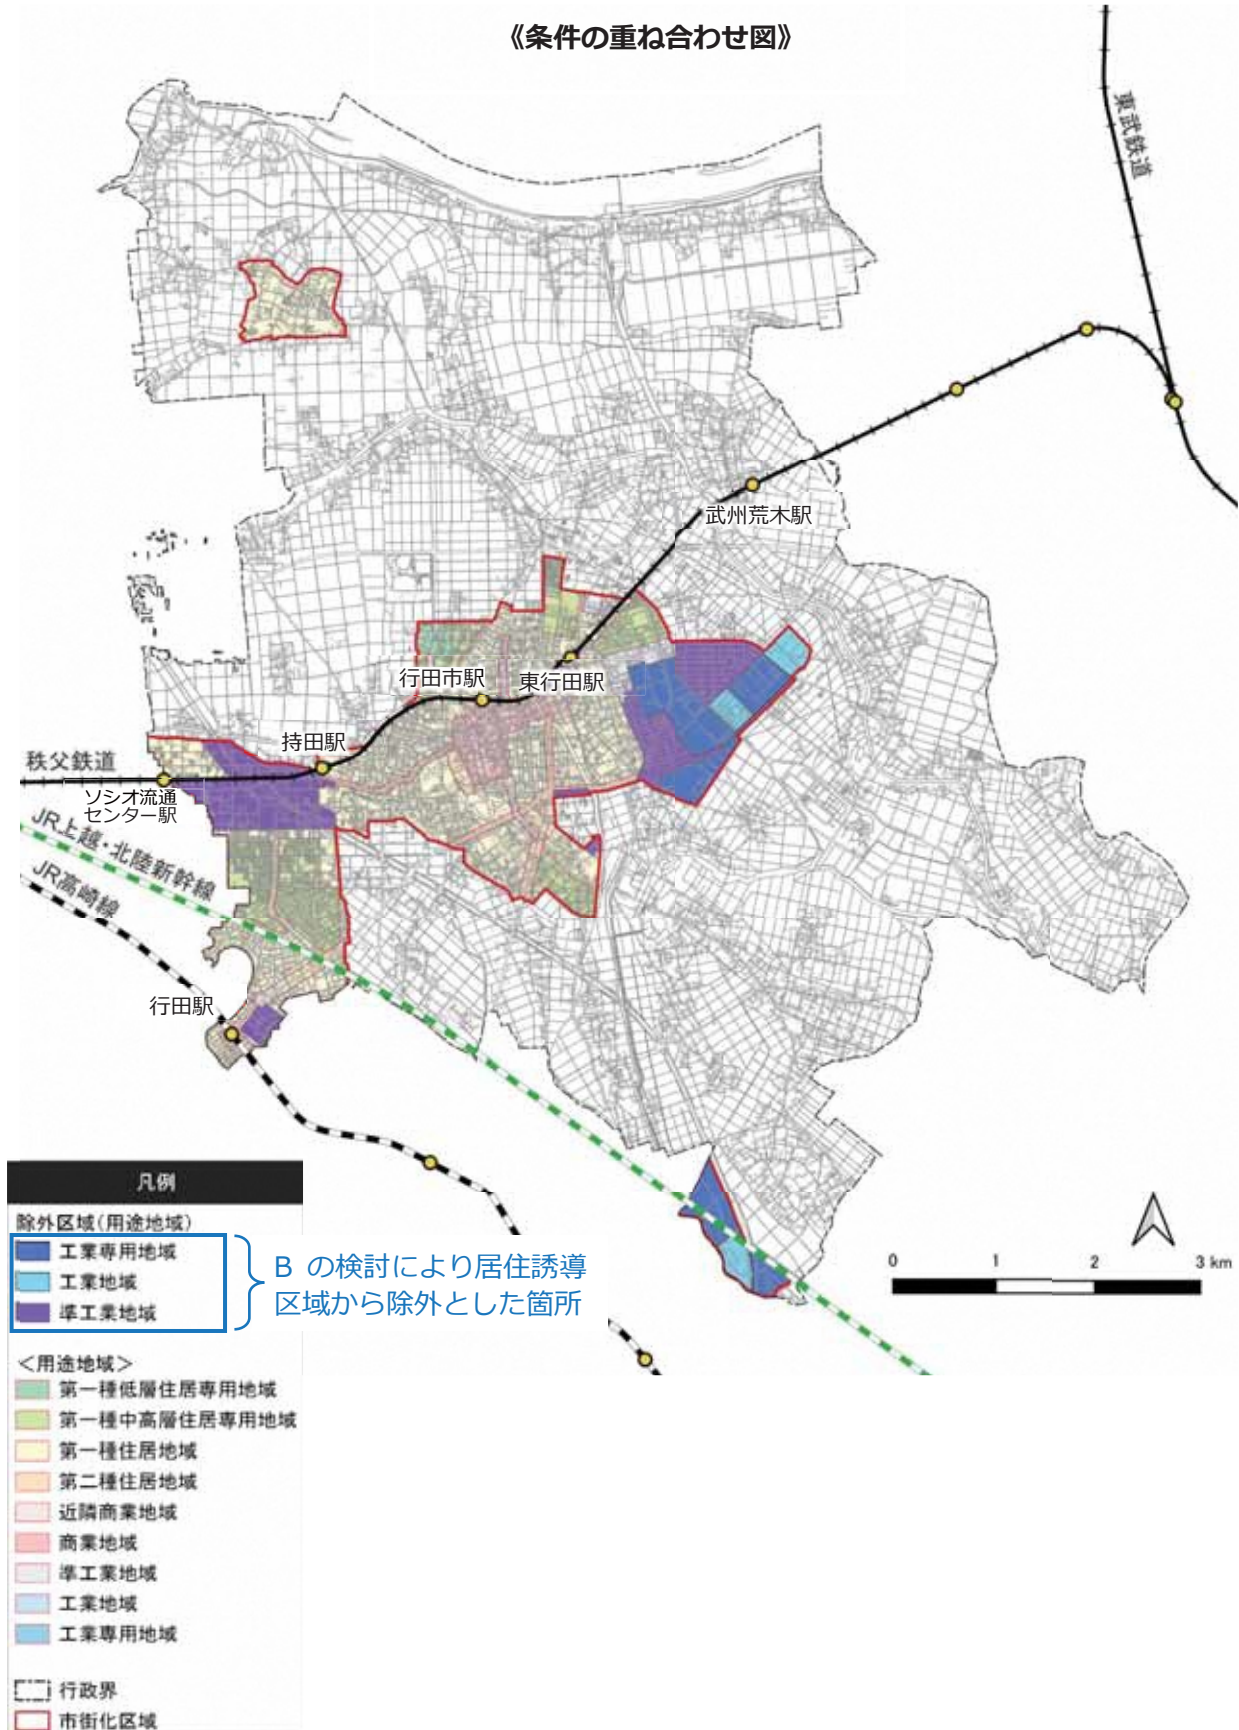 《条件の重ね合わせ図》
東武鉄道
武州荒木駅
行田市駅
東行田駅
持田駅
秩父鉄道
ソシオ流通
センター駅
JR上越・北陸新幹線
JR高崎線
行田駅
凡例
除外区域(用途地域)
工業専用地域
工業地域
準工業地域
B の検討により居住誘導
区域から除外とした箇所
0 1 2 3 km
<用途地域>
第一種低層住居専用地域
第一種中高層住居専用地域
第一種住居地域
第二種住居地域
近隣商業地域
商業地域
準工業地域
工業地域
工業専用地域
行政界
市街化区域